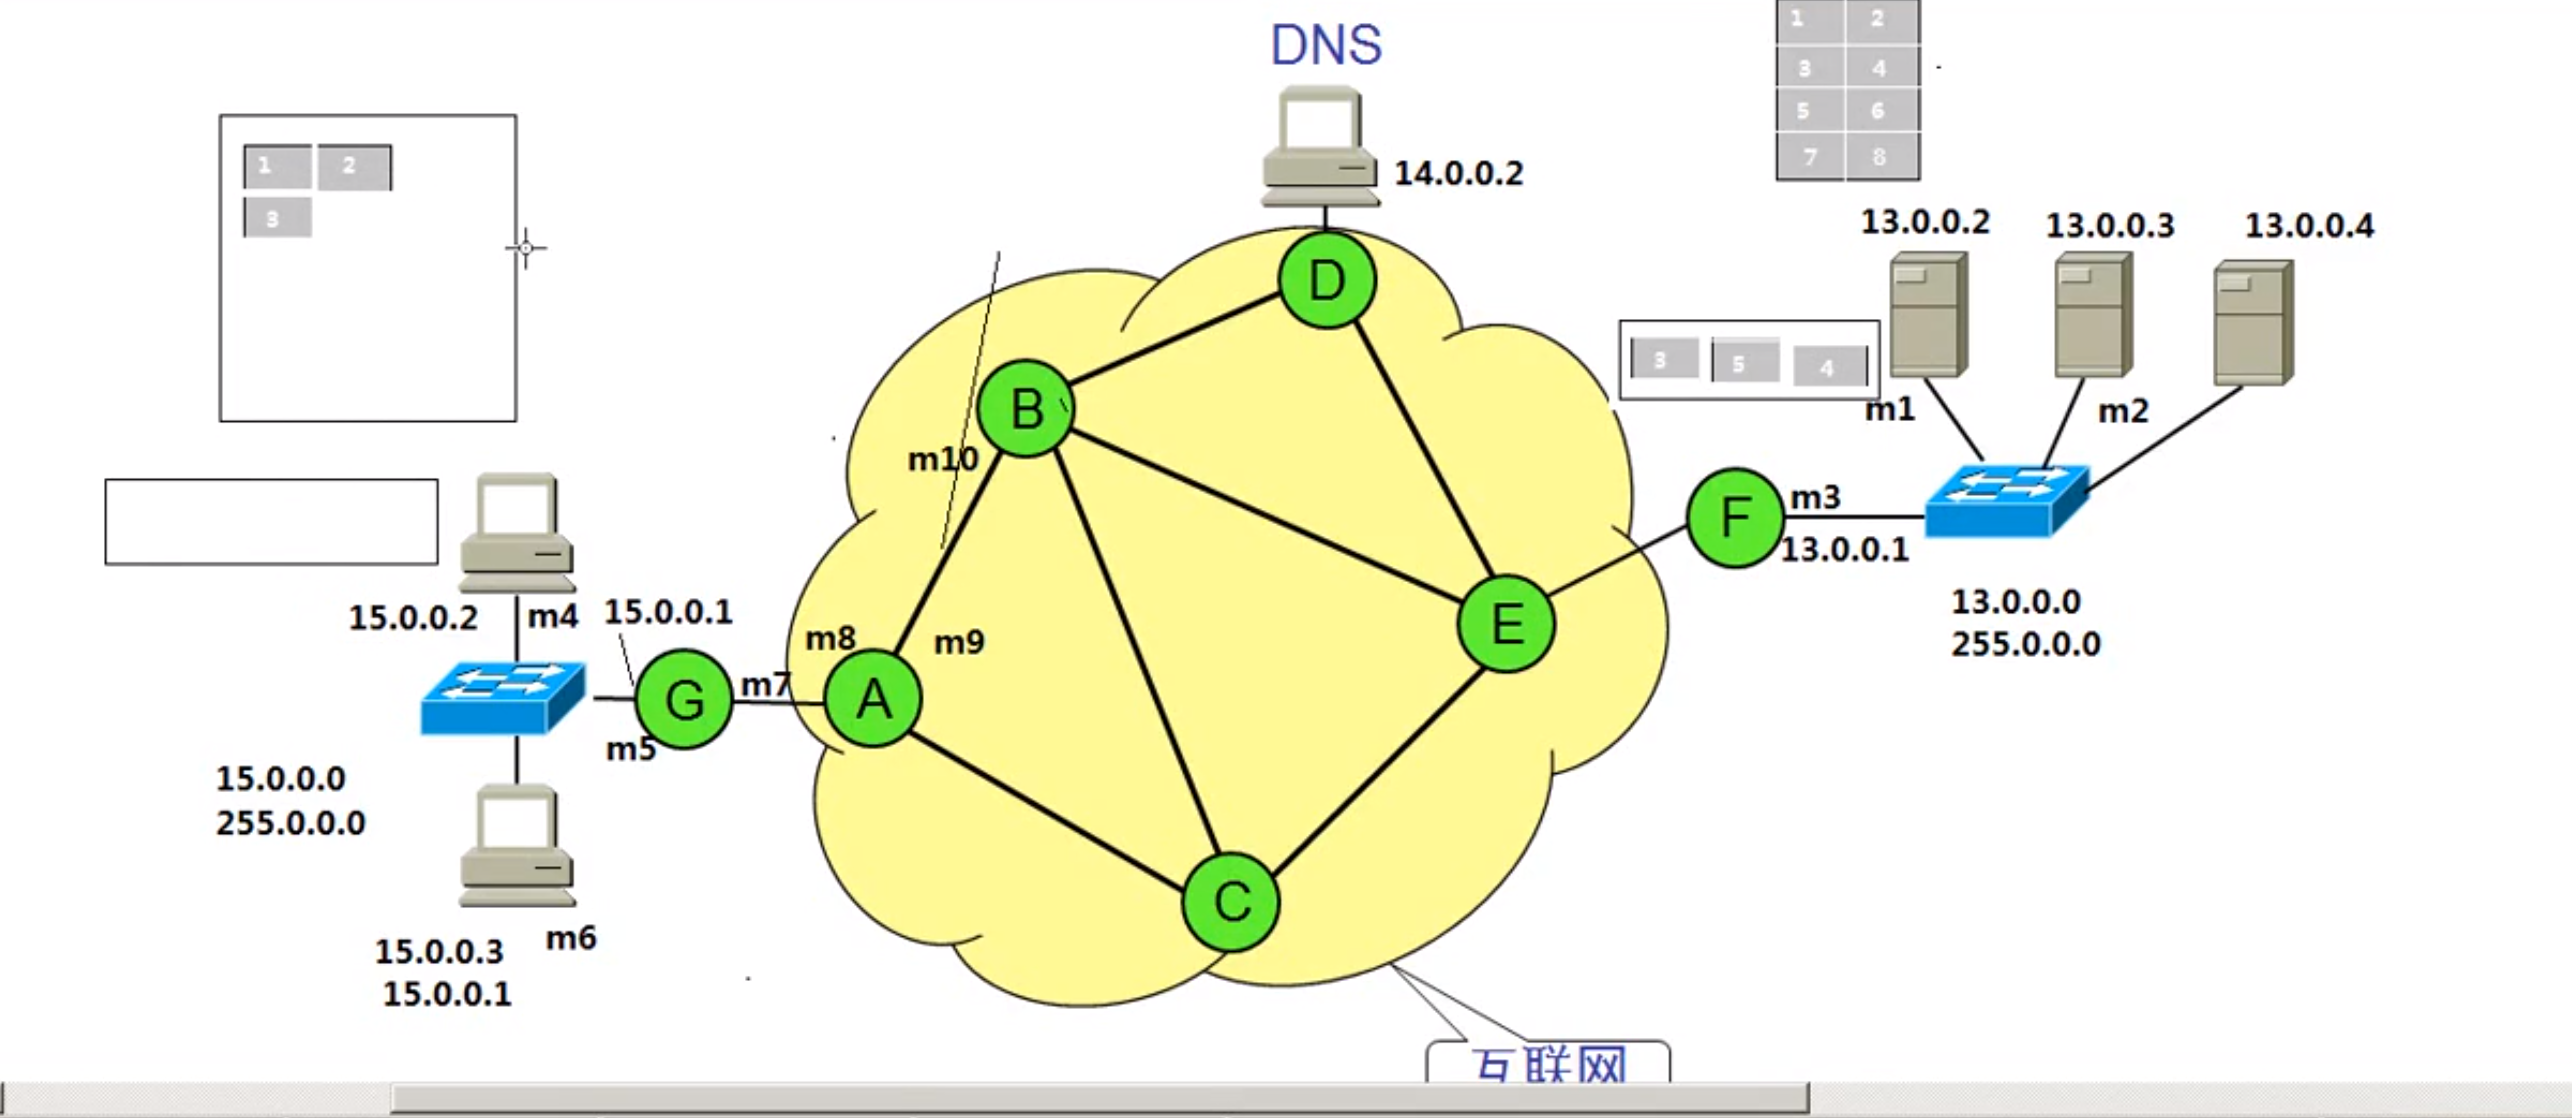 DNS
1 2
3 4
5 6
7 8
1 2
3
14.0.0.2
13.0.0.2 13.0.0.3 13.0.0.4
D
3 5 4
B
m1 m2
m10
F m3
13.0.0.1
15.0.0.2 m4 15.0.0.1
13.0.0.0
255.0.0.0
E
m8 m9
G m7 A
m5
15.0.0.0
255.0.0.0
C
15.0.0.3 m6
15.0.0.1
互联网